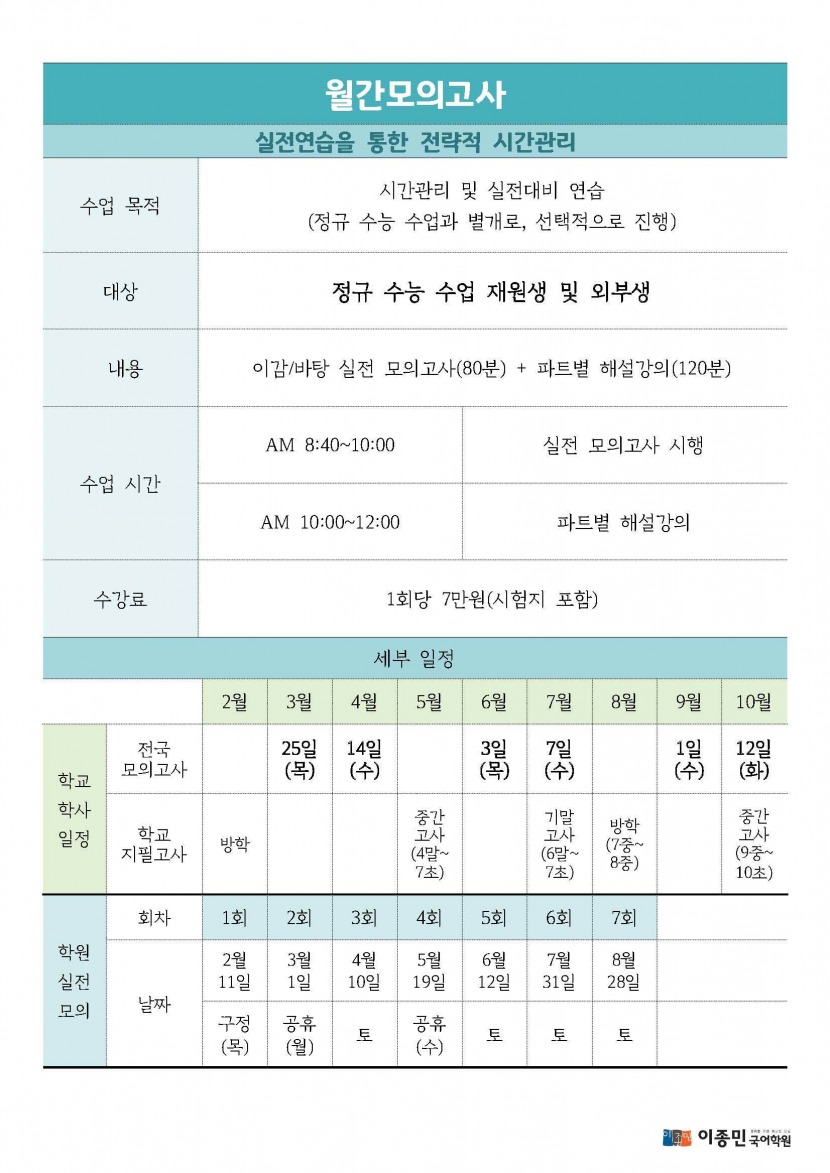 월간모의고사
실전연습을 통한 전략적 시간관리
수업 목적
시간관리 및 실전대비 연습
(정규 수능 수업과 별개로, 선택적으로 진행)
대상
정규 수능 수업 재원생 및 외부생
내용
이감/바탕 실전 모의고사(80분) + 파트별 해설강의(120분)
수업 시간
AM 8:40~10:00
실전 모의고사 시행
AM 10:00~12:00
파트별 해설강의
수강료
1회당 7만원(시험지 포함)
세부 일정
2월 3월 4월 5월 6월 7월 8월 9월 10월
학교
학사
일정
전국
모의고사
25일
(목)
14일
(수)
3일
(목)
7일
(수)
1일
(수)
12일
(화)
학교
지필고사
방학
중간
고사
(4말~
7초)
기말
고사
(6말~
7초)
방학
(7중~
8중)
중간
고사
(9중~
10초)
학원
실전
모의
회차
1회 2회 3회 4회 5회 6회 7회
날짜
2월
11일
3월
1일
4월
10일
5월
19일
6월
12일
7월
31일
8월
28일
구정
(목)
공휴
(월)
토
공휴
(수)
토
토
토
이종민
국어학원